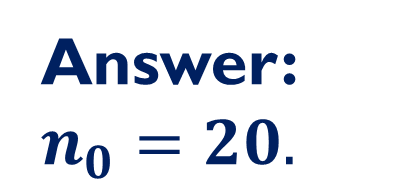 Answer:
n₀ = 20.